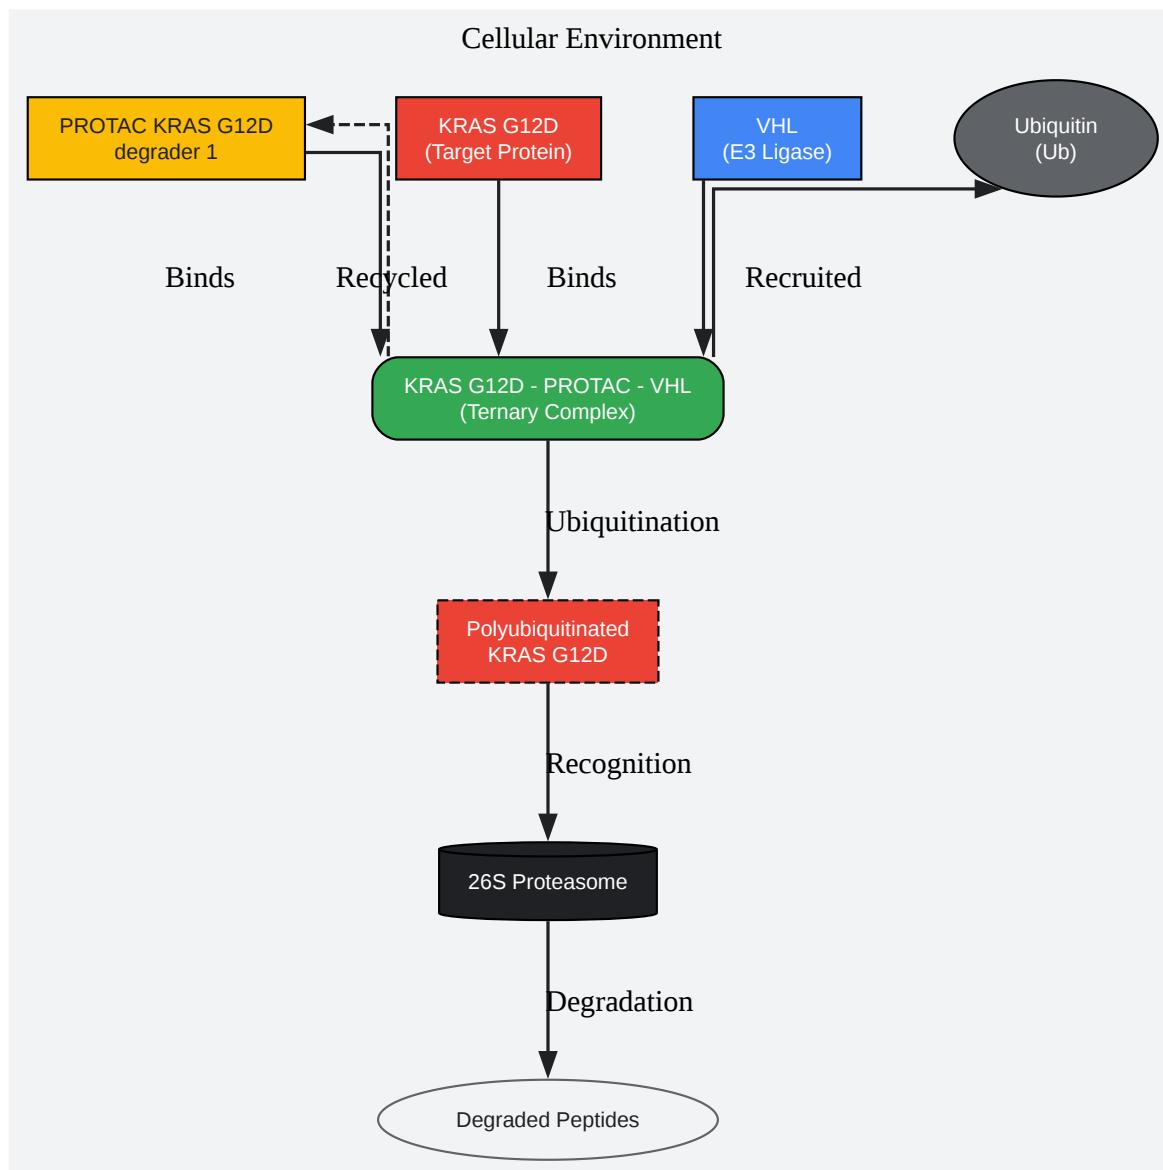 Cellular Environment
PROTAC KRAS G12D
degrader 1
KRAS G12D
(Target Protein)
VHL
(E3 Ligase)
Ubiquitin
(Ub)
Binds
Recycled
Binds
Recruited
KRAS G12D - PROTAC - VHL
(Ternary Complex)
Ubiquitination
Polyubiquitinated
KRAS G12D
Recognition
26S Proteasome
Degradation
Degraded Peptides